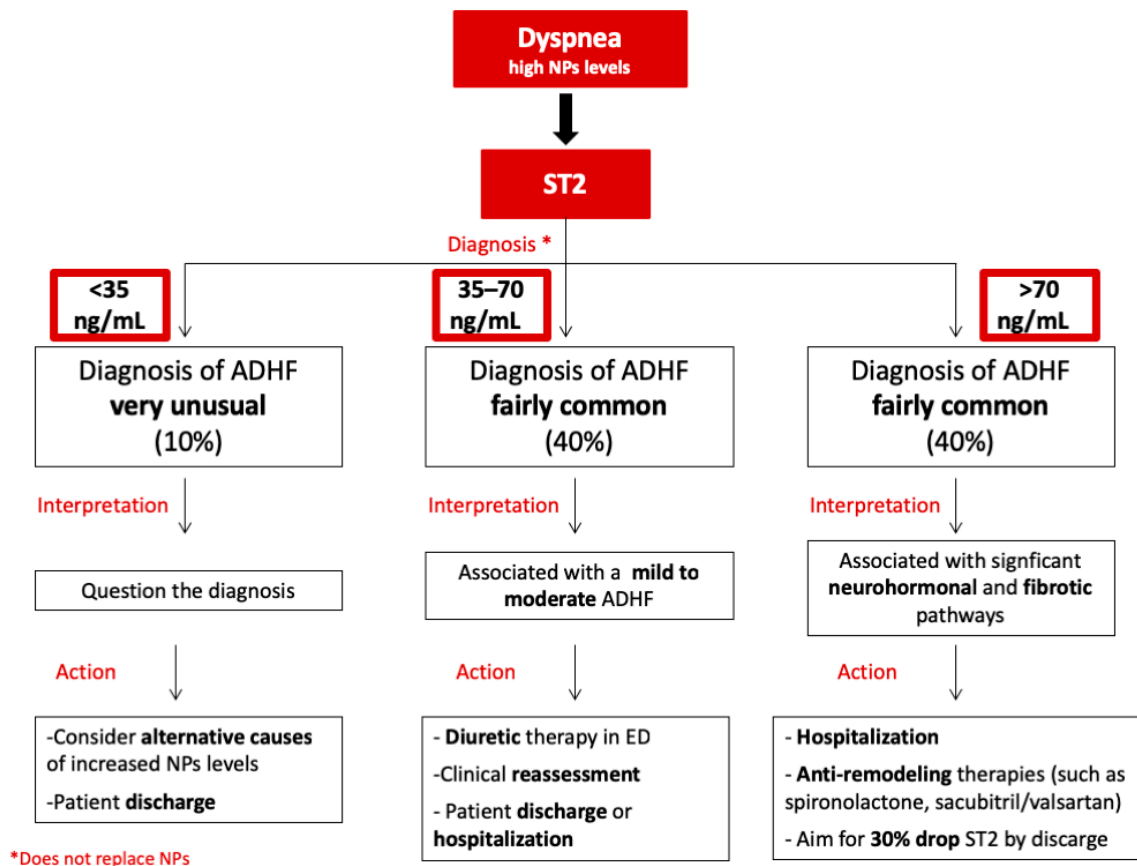 Dyspnea
high NPs levels
ST2
Diagnosis *
<35
ng/mL
35–70
ng/mL
>70
ng/mL
Diagnosis of ADHF
very unusual
(10%)
Diagnosis of ADHF
fairly common
(40%)
Diagnosis of ADHF
fairly common
(40%)
Interpretation
Interpretation
Interpretation
Question the diagnosis
Associated with a mild to
moderate ADHF
Associated with signficant
neurohormonal and fibrotic
pathways
Action
Action
Action
-Consider alternative causes
of increased NPs levels
-Patient discharge
- Diuretic therapy in ED
-Clinical reassessment
- Patient discharge or
hospitalization
- Hospitalization
- Anti-remodeling therapies (such as
spironolactone, sacubitril/valsartan)
- Aim for 30% drop ST2 by discarge
*Does not replace NPs